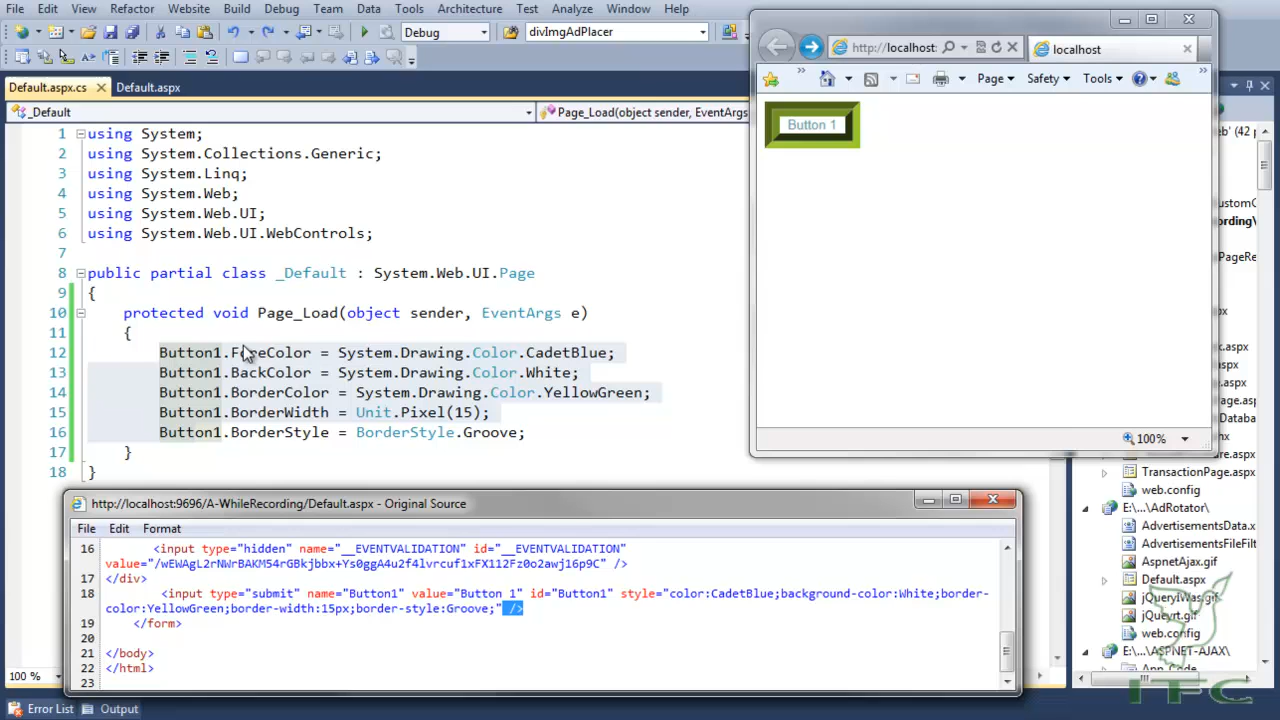 File Edit View Refactor Website Build Debug Team Data Tools Architecture Test Analyze Window Help
Debug divImgAdPlacer
Default.aspx.cs Default.aspx
_Default Page_Load(object sender, EventArgs
1 using System;
2 using System.Collections.Generic;
3 using System.Linq;
4 using System.Web;
5 using System.Web.UI;
6 using System.Web.UI.WebControls;
7
8 public partial class _Default : System.Web.UI.Page
9 {
10 protected void Page_Load(object sender, EventArgs e)
11 {
12 Button1.ForeColor = System.Drawing.Color.CadetBlue;
13 Button1.BackColor = System.Drawing.Color.White;
14 Button1.BorderColor = System.Drawing.Color.YellowGreen;
15 Button1.BorderWidth = Unit.Pixel(15);
16 Button1.BorderStyle = BorderStyle.Groove;
17 }
18 }
100 %
http://localhost: localhost
Page Safety Tools
Button 1
100%
http://localhost:9696/A-WhileRecording/Default.aspx - Original Source
File Edit Format
16 <input type="hidden" name="__EVENTVALIDATION" id="__EVENTVALIDATION"
value="/wEWAgL2rNWrBAKM54rGBkjbbx+Ys0ggA4u2f4lvrcuf1xFX112Fz0o2awj16p9C" />
17 </div>
18 <input type="submit" name="Button1" value="Button 1" id="Button1" style="color:CadetBlue;background-color:White;border-
color:YellowGreen;border-width:15px;border-style:Groove;" />
19 </form>
20
21 </body>
22 </html>
23
TransactionPage.aspx
web.config
E:\...\AdRotator\
AdvertisementsData.x
AdvertisementsFileFilt
AspnetAjax.gif
Default.aspx
jQueryIWas.gif
jQueyrt.gif
web.config
E:\...\ASPNET-AJAX\
App_Code
ITFC
Error List Output